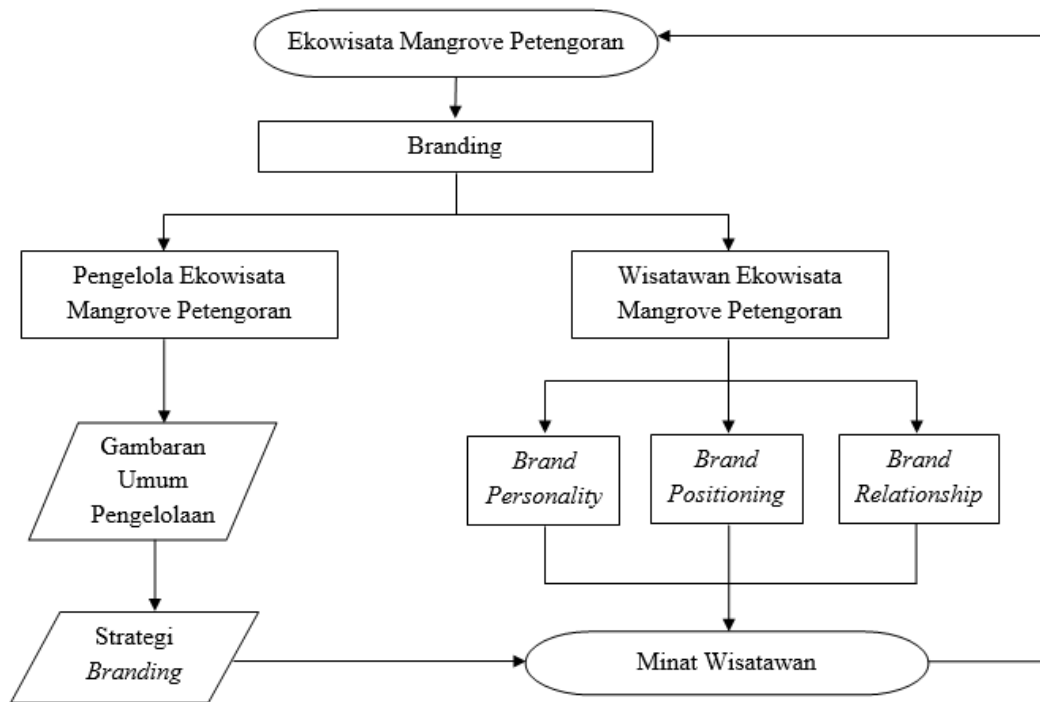 Ekowisata Mangrove Petengoran
Branding
Pengelola Ekowisata
Mangrove Petengoran
Wisatawan Ekowisata
Mangrove Petengoran
Gambaran
Umum
Pengelolaan
Brand
Personality
Brand
Positioning
Brand
Relationship
Strategi
Branding
Minat Wisatawan